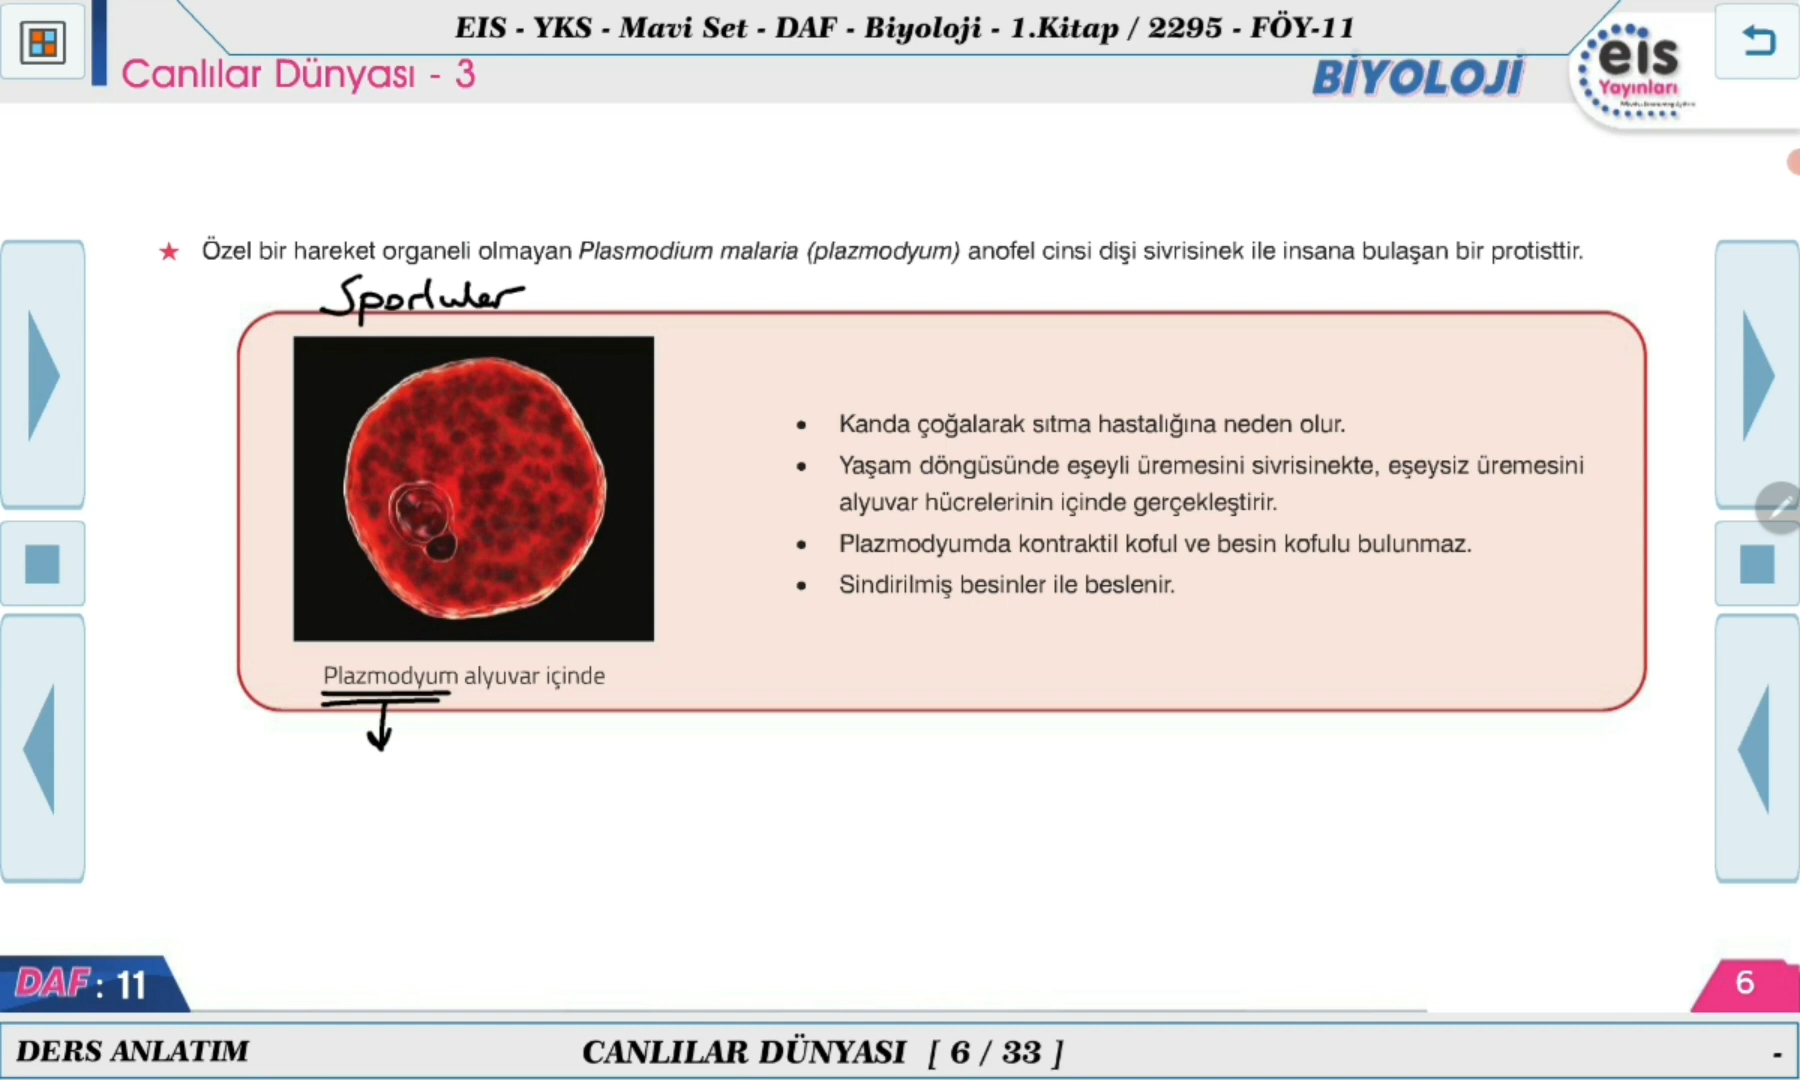 EIS - YKS - Mavi Set - DAF - Biyoloji - 1.Kitap / 2295 - FÖY-11
Canlılar Dünyası - 3
BİYOLOJİ
eis
Yayınları
★ Özel bir hareket organeli olmayan Plasmodium malaria (plazmodyum) anofel cinsi dişi sivrisinek ile insana bulaşan bir protisttir.
Sporlular
• Kanda çoğalarak sıtma hastalığına neden olur.
• Yaşam döngüsünde eşeyli üremesini sivrisinekte, eşeysiz üremesini
alyuvar hücrelerinin içinde gerçekleştirir.
• Plazmodyumda kontraktil koful ve besin kofulu bulunmaz.
• Sindirilmiş besinler ile beslenir.
Plazmodyum alyuvar içinde
DAF : 11
6
DERS ANLATIM
CANLILAR DÜNYASI [ 6 / 33 ]
-